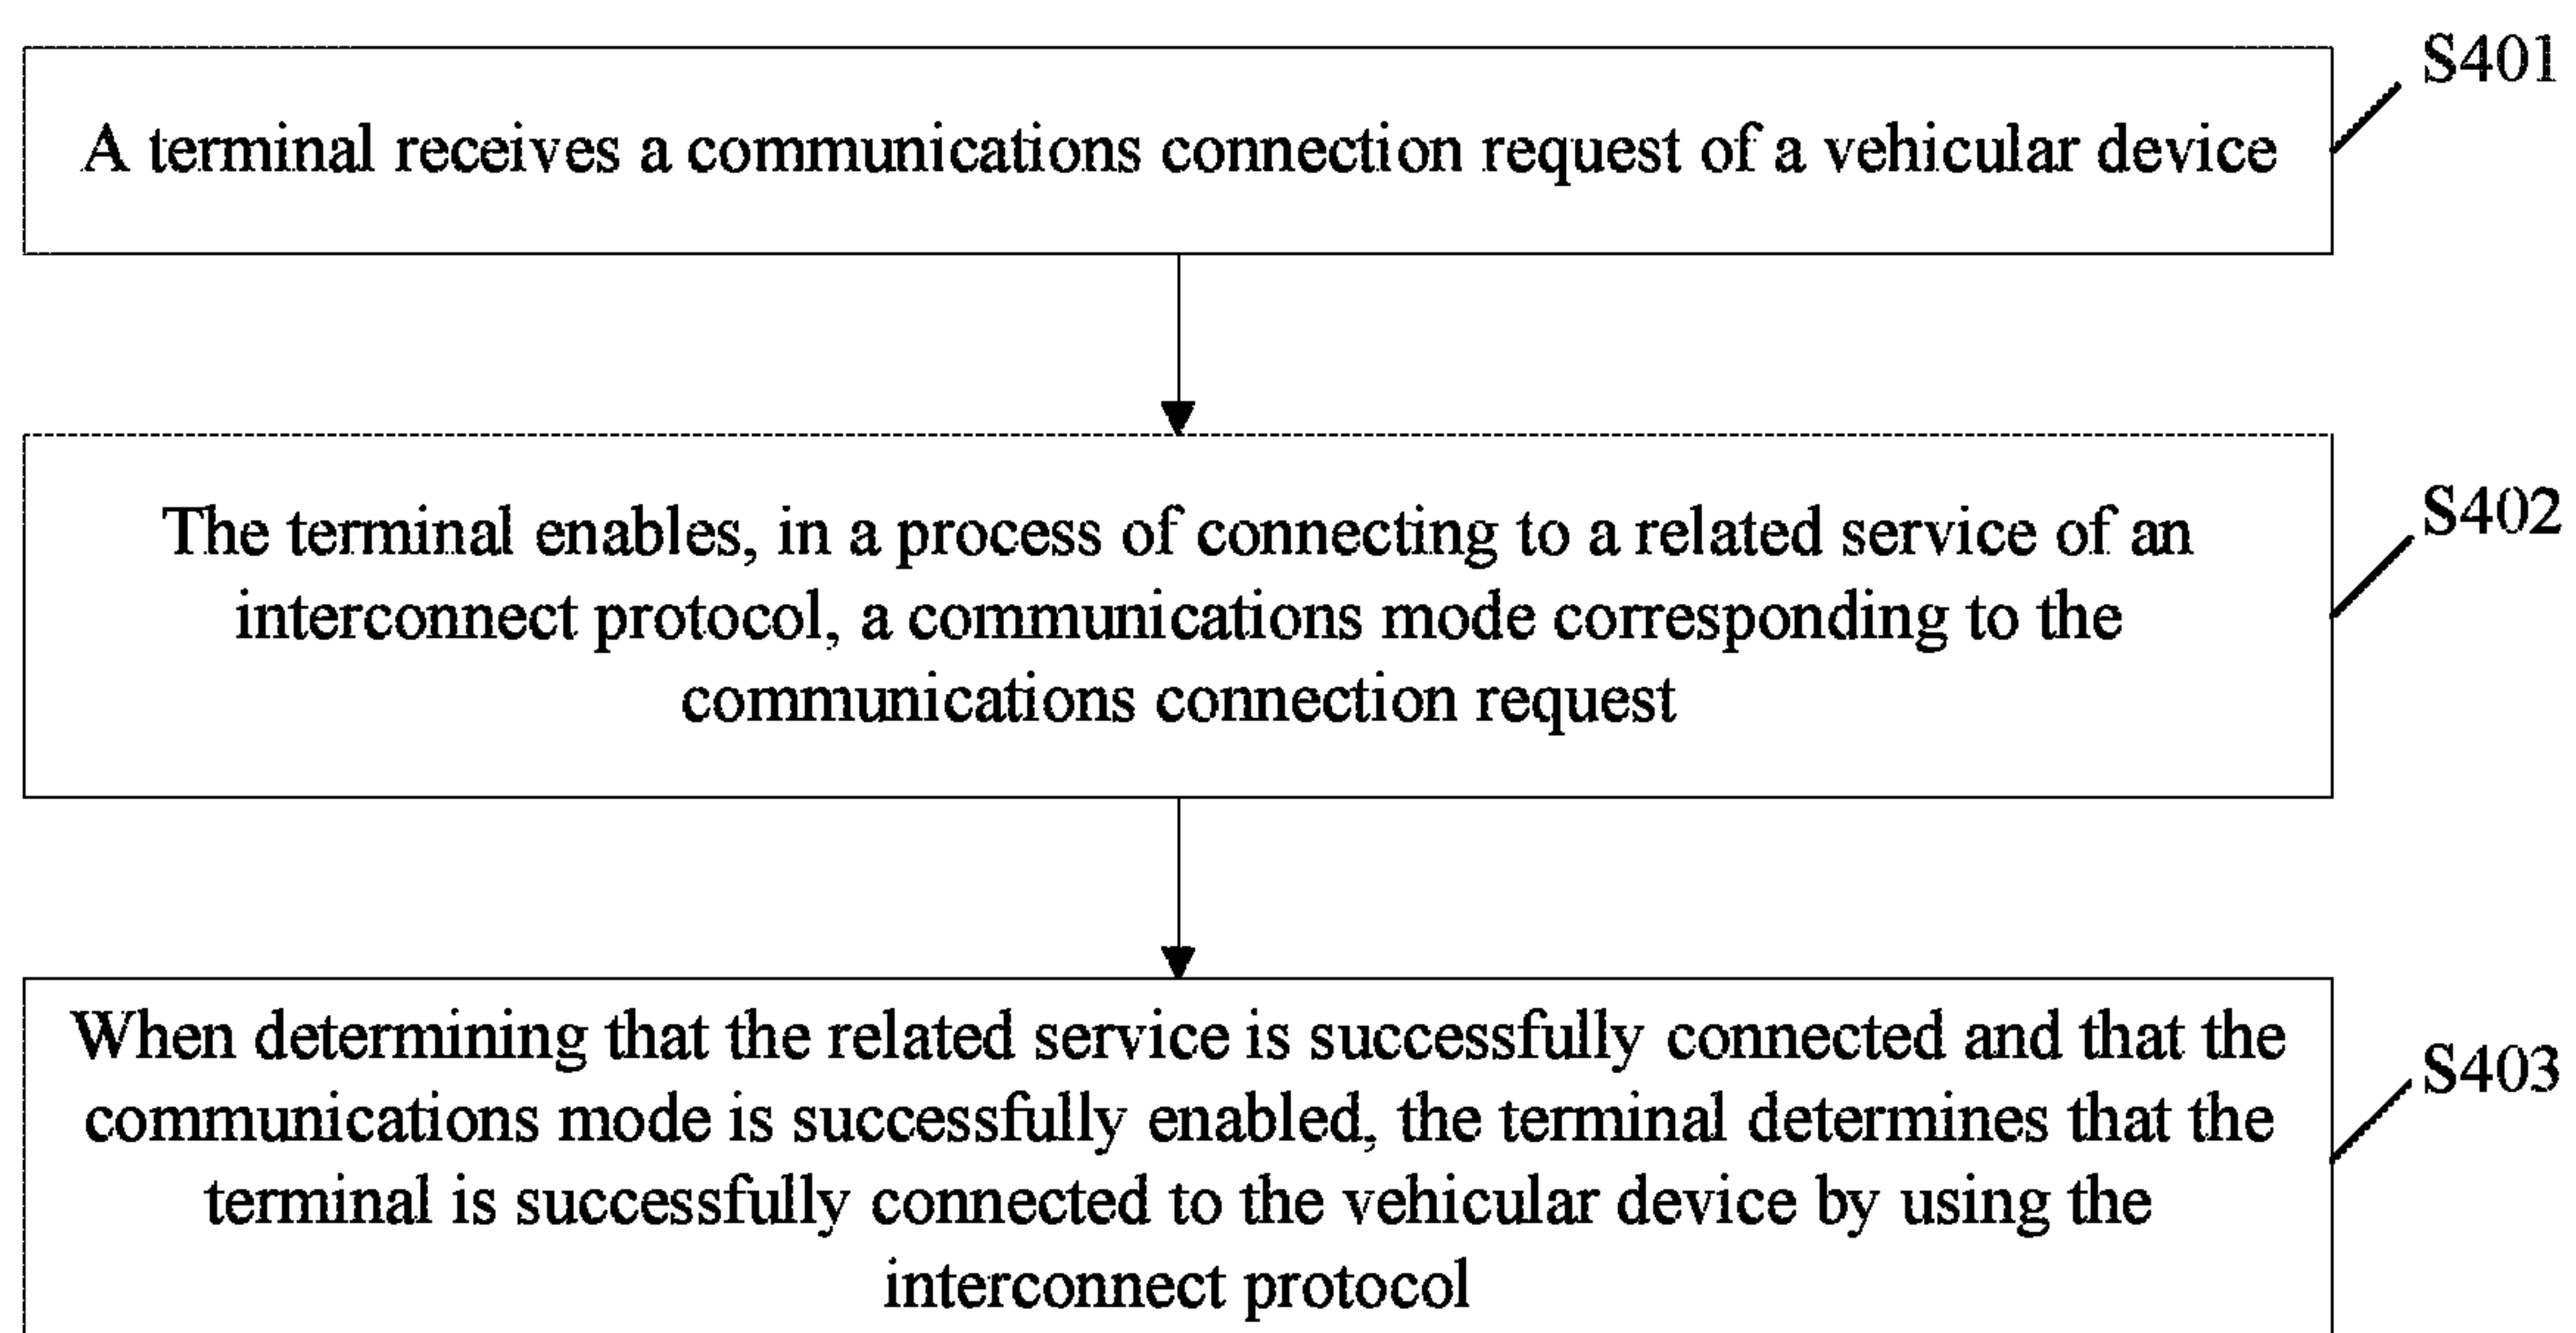 S401
A terminal receives a communications connection request of a vehicular device
S402
The terminal enables, in a process of connecting to a related service of an
interconnect protocol, a communications mode corresponding to the
communications connection request
S403
When determining that the related service is successfully connected and that the
communications mode is successfully enabled, the terminal determines that the
terminal is successfully connected to the vehicular device by using the
interconnect protocol